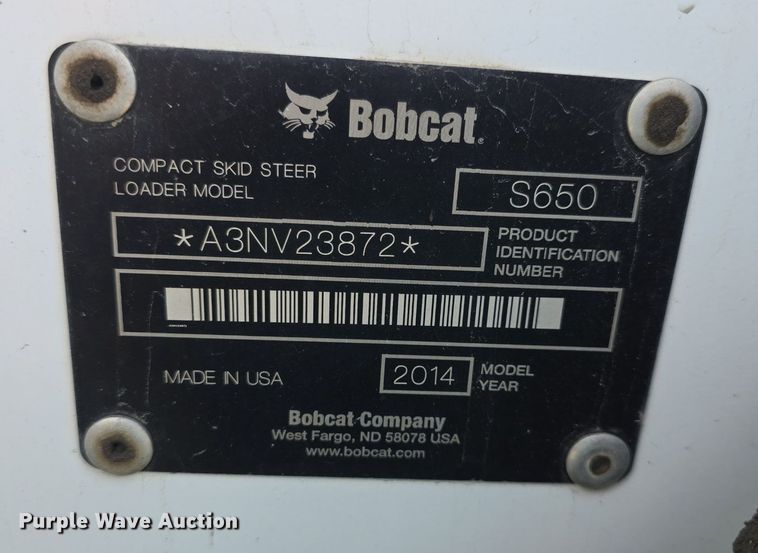 Bobcat
COMPACT SKID STEER
LOADER MODEL
S650
*A3NV23872*
PRODUCT
IDENTIFICATION
NUMBER
MADE IN USA
2014
MODEL
YEAR
Bobcat Company
West Fargo, ND 58078 USA
www.bobcat.com
Purple Wave Auction